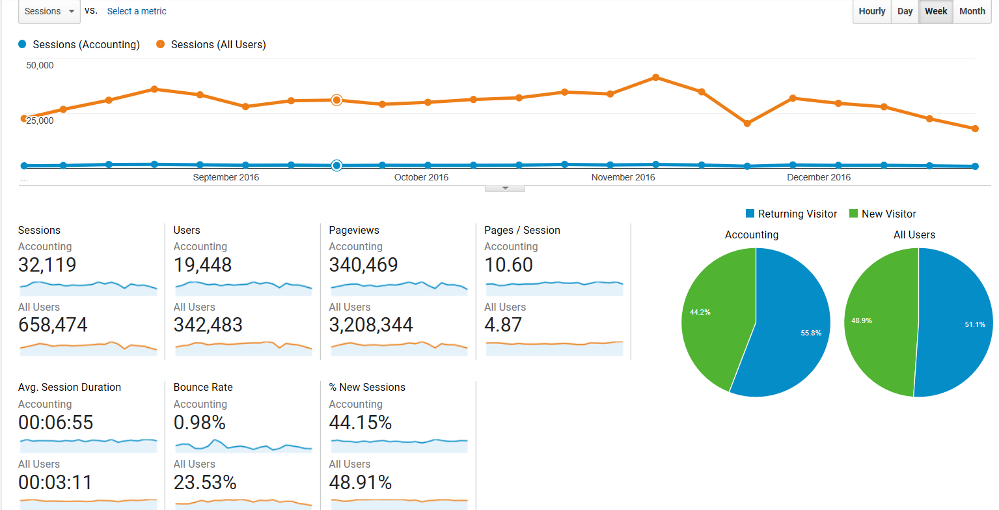 Sessions vs. Select a metric Hourly Day Week Month
Sessions (Accounting) Sessions (All Users)
50,000
25,000
... September 2016 October 2016 November 2016 December 2016
Returning Visitor New Visitor
Accounting All Users
44.2% 55.8% 48.9% 51.1%
Sessions Users Pageviews Pages / Session
Accounting Accounting Accounting Accounting
32,119 19,448 340,469 10.60
All Users All Users All Users All Users
658,474 342,483 3,208,344 4.87
Avg. Session Duration Bounce Rate % New Sessions
Accounting Accounting Accounting
00:06:55 0.98% 44.15%
All Users All Users All Users
00:03:11 23.53% 48.91%